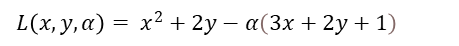 L(x, y, α) = x² + 2y − α(3x + 2y + 1)